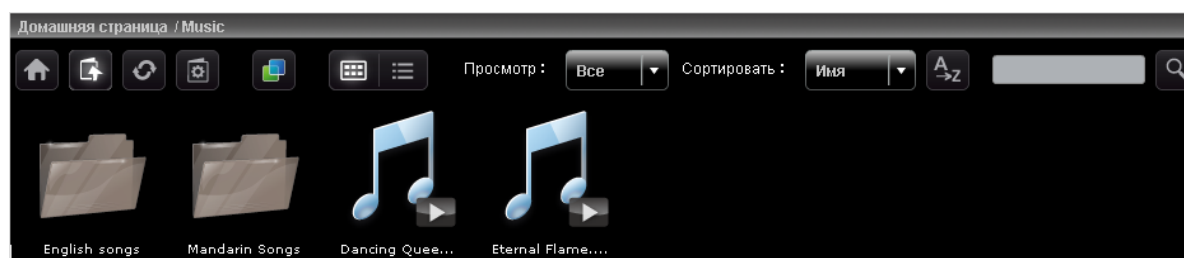 Домашняя страница / Music
Просмотр : Все Сортировать : Имя A→Z
English songs Mandarin Songs Dancing Quee... Eternal Flame....